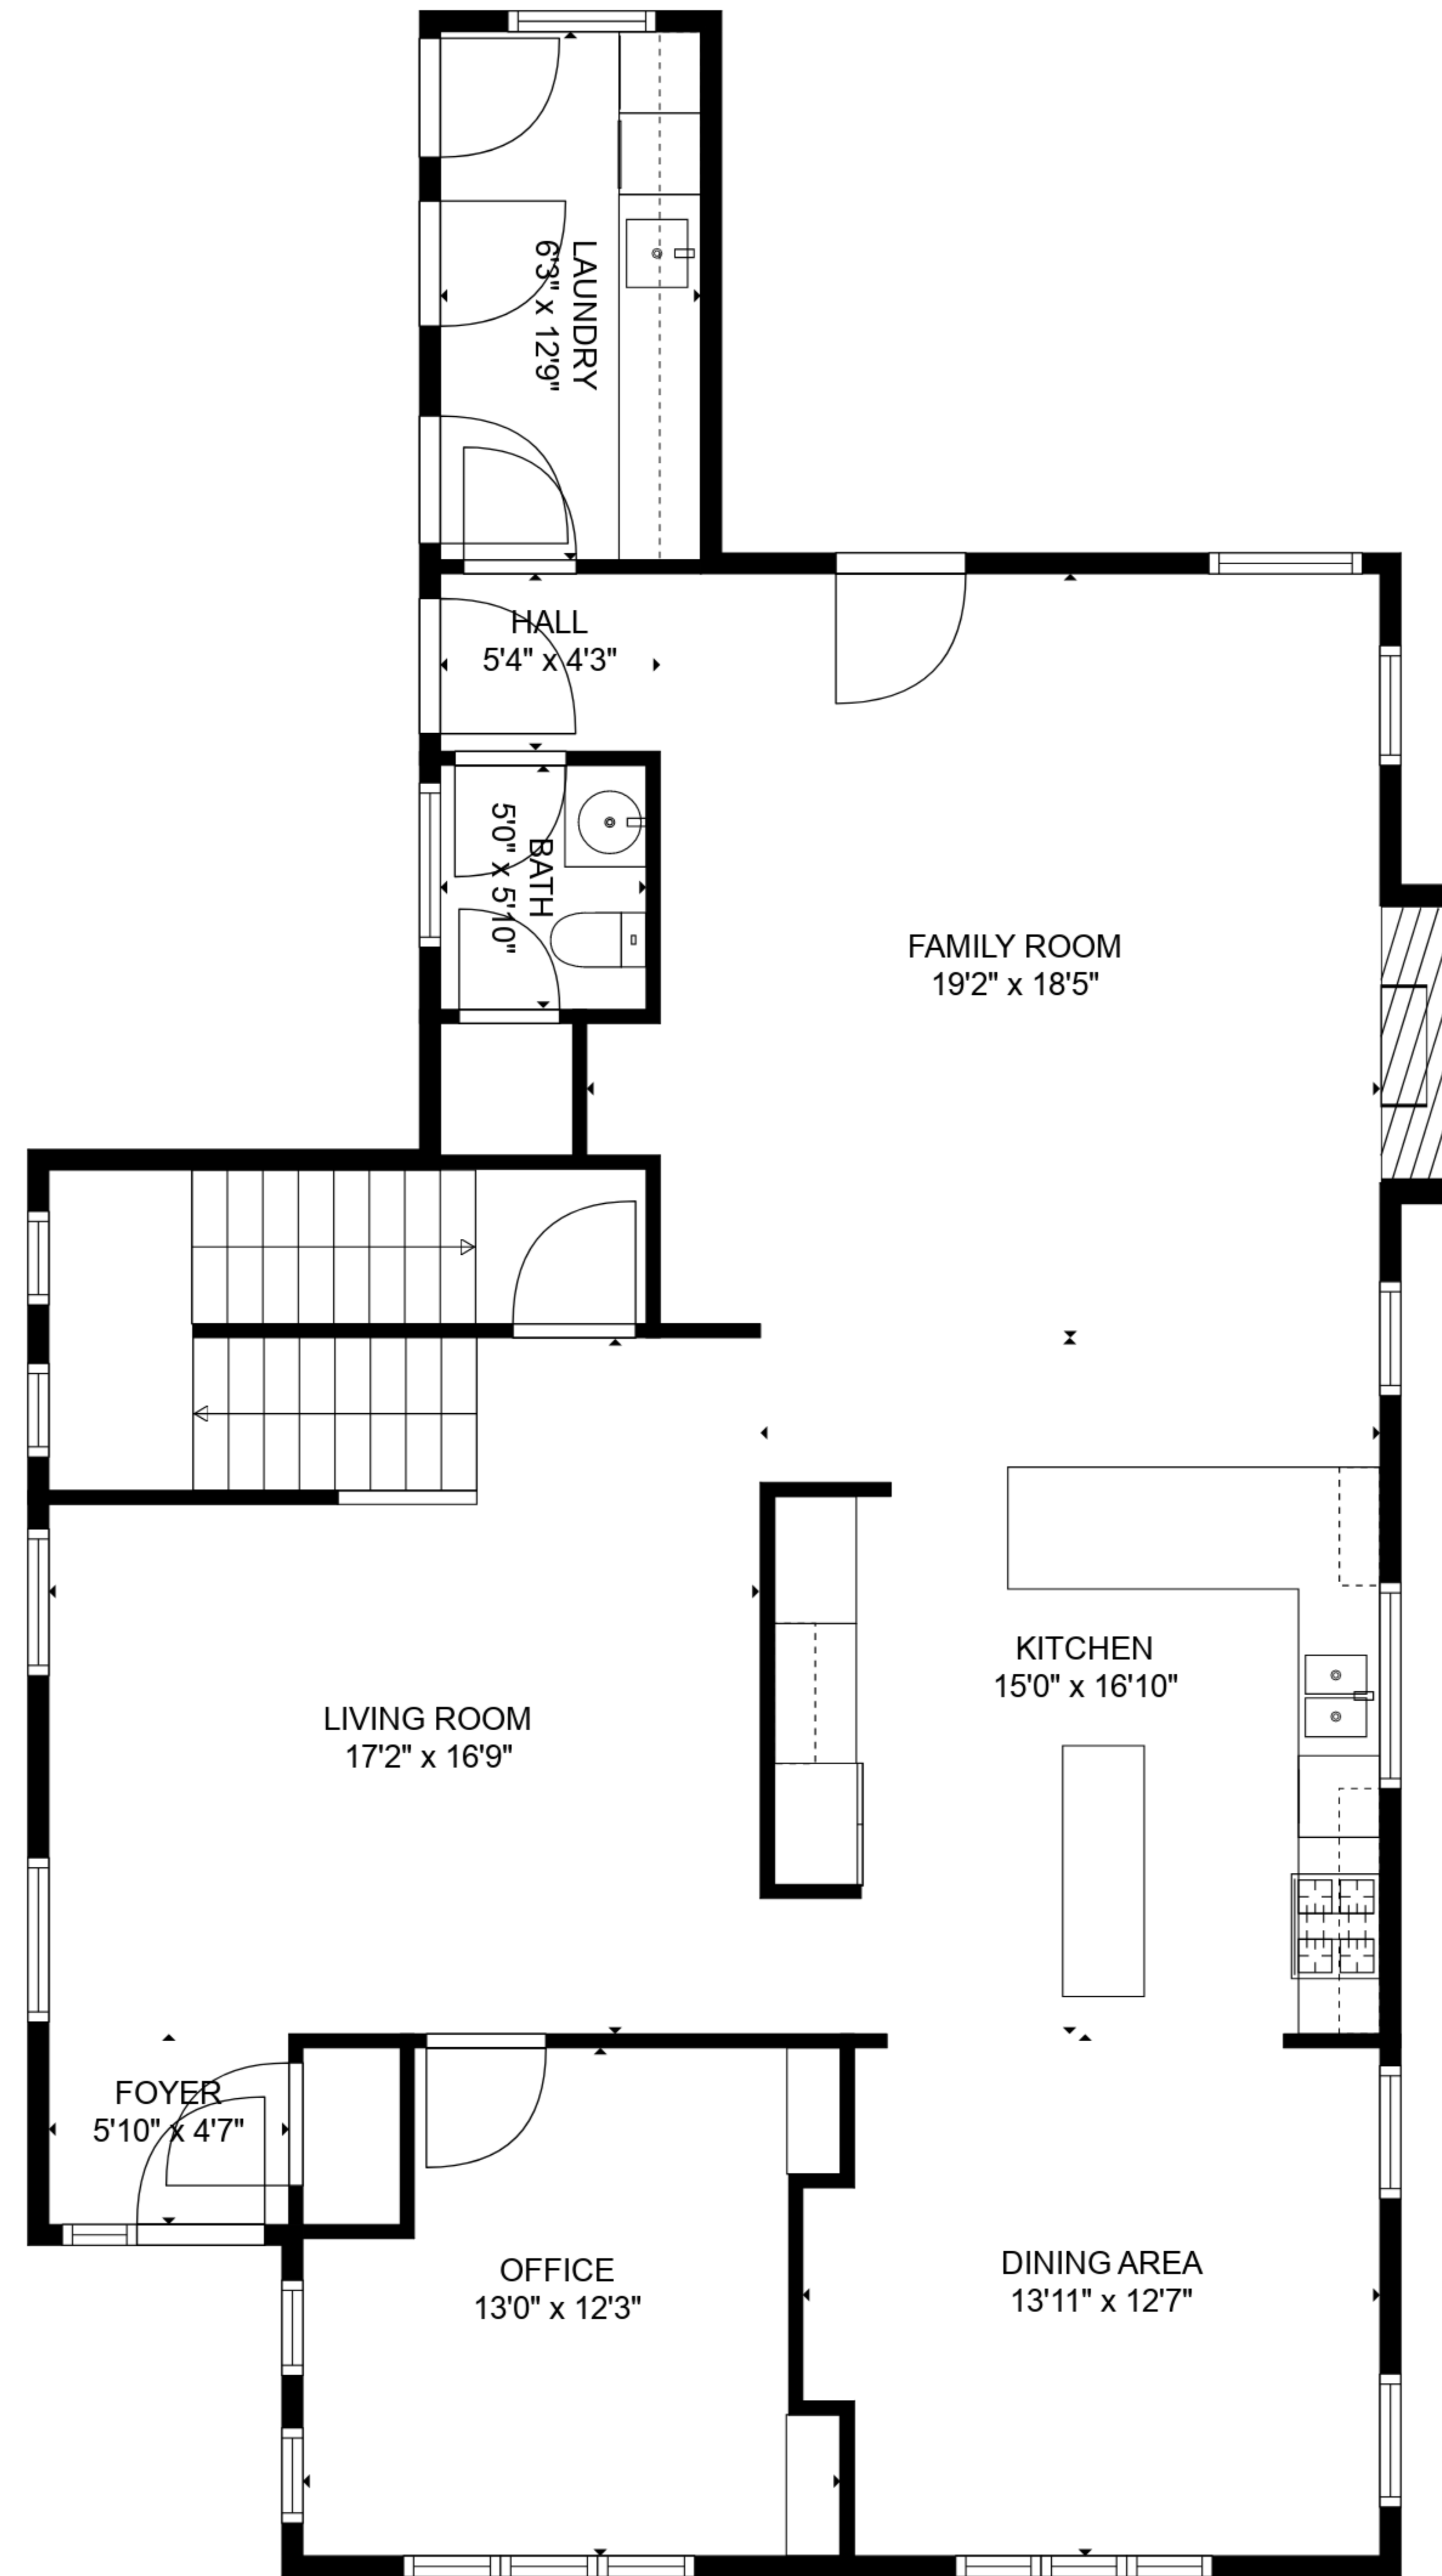 LAUNDRY
6'3" x 12'9"
HALL
5'4" x 4'3"
BATH
5'0" x 5'10"
FAMILY ROOM
19'2" x 18'5"
KITCHEN
15'0" x 16'10"
LIVING ROOM
17'2" x 16'9"
FOYER
5'10" x 4'7"
OFFICE
13'0" x 12'3"
DINING AREA
13'11" x 12'7"